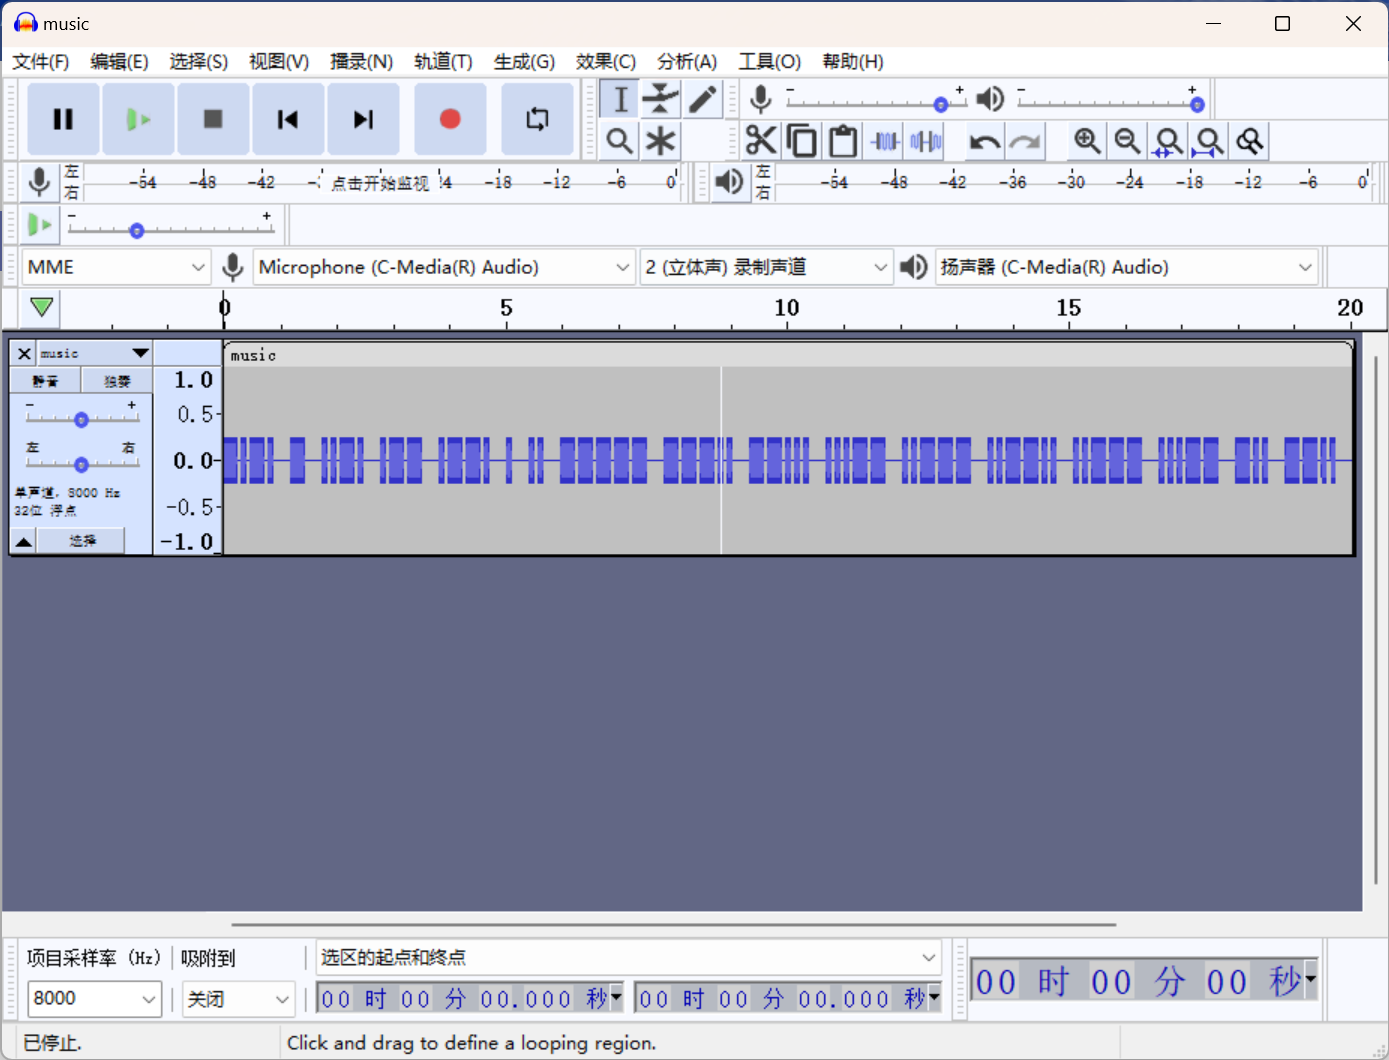 music
文件(F) 编辑(E) 选择(S) 视图(V) 播录(N) 轨道(T) 生成(G) 效果(C) 分析(A) 工具(O) 帮助(H)
- + - +
左 右 -54 -48 -42 点击开始监视 -18 -12 -6 0
左 右 -54 -48 -42 -36 -30 -24 -18 -12 -6 0
- +
MME Microphone (C-Media(R) Audio) 2 (立体声) 录制声道 扬声器 (C-Media(R) Audio)
0 5 10 15 20
music music
静音 独奏 1.0
- + 0.5
左 右 0.0
单声道, 8000 Hz
32位 浮点 -0.5
选择 -1.0
项目采样率 (Hz) 吸附到 选区的起点和终点
8000 关闭 00 时 00 分 00.000 秒 00 时 00 分 00.000 秒 00 时 00 分 00 秒
已停止. Click and drag to define a looping region.